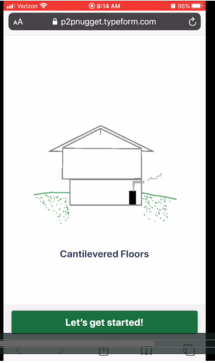 Verizon 8:14 AM 95%
AA p2pnugget.typeform.com
Cantilevered Floors
Let's get started!